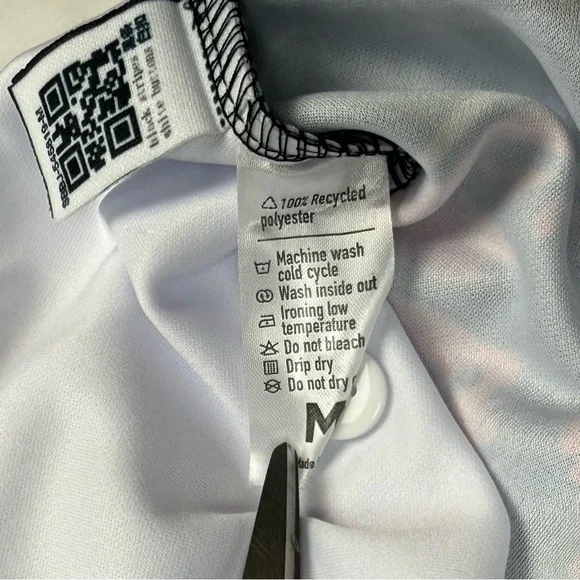 100% Recycled
polyester
Machine wash
cold cycle
Wash inside out
Ironing low
temperature
Do not bleach
Drip dry
Do not dry
M
Made